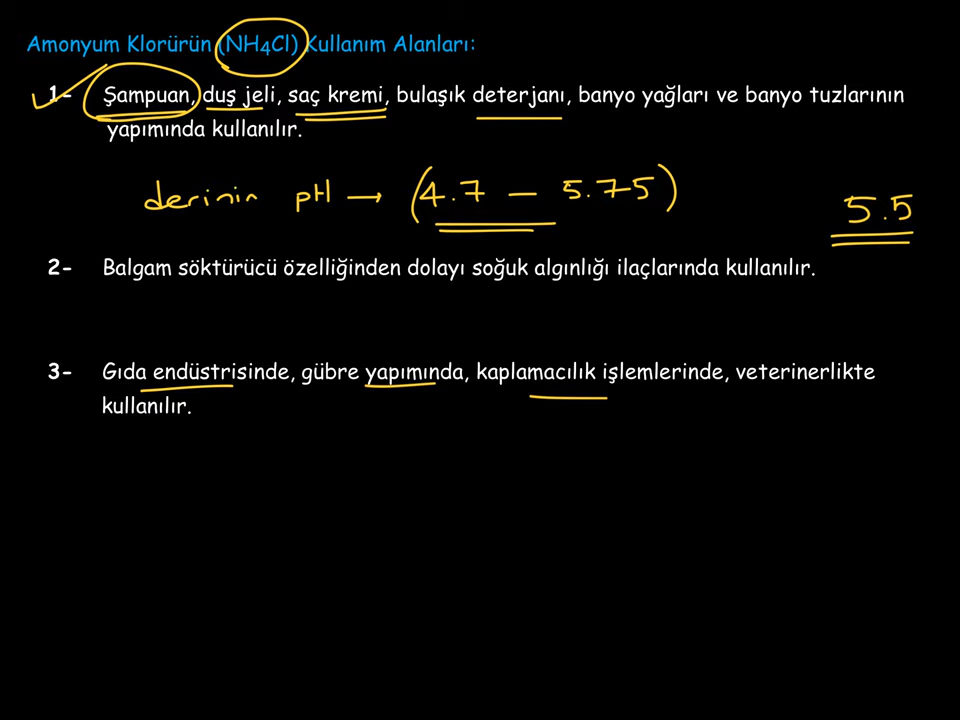 Amonyum Klorürün (NH4Cl) Kullanım Alanları:
1- Şampuan, duş jeli, saç kremi, bulaşık deterjanı, banyo yağları ve banyo tuzlarının
yapımında kullanılır.
derinin pH → (4.7 – 5.75)
5.5
2- Balgam söktürücü özelliğinden dolayı soğuk algınlığı ilaçlarında kullanılır.
3- Gıda endüstrisinde, gübre yapımında, kaplamacılık işlemlerinde, veterinerlikte
kullanılır.